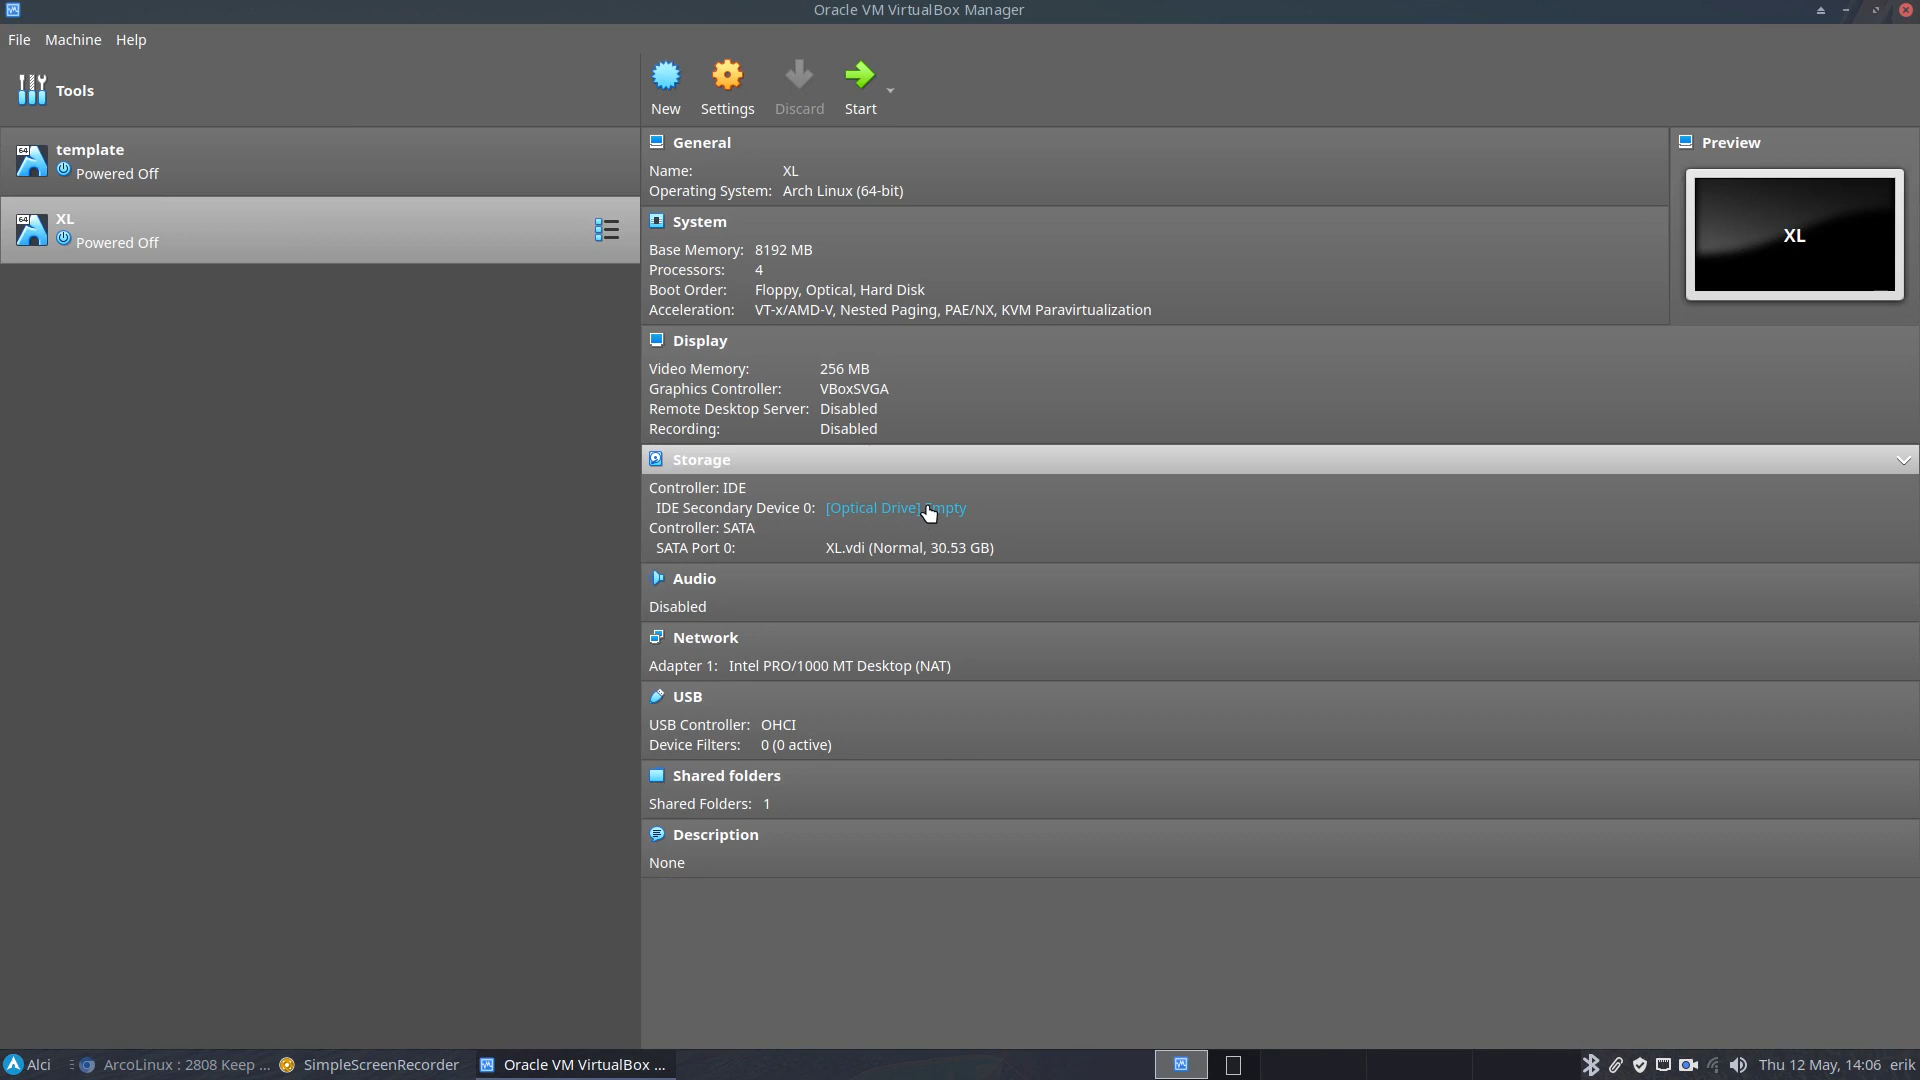 Oracle VM VirtualBox Manager
File Machine Help
Tools
New Settings Discard Start
64 template
Powered Off
64 XL
Powered Off
General
Name: XL
Operating System: Arch Linux (64-bit)
Preview
XL
System
Base Memory: 8192 MB
Processors: 4
Boot Order: Floppy, Optical, Hard Disk
Acceleration: VT-x/AMD-V, Nested Paging, PAE/NX, KVM Paravirtualization
Display
Video Memory: 256 MB
Graphics Controller: VBoxSVGA
Remote Desktop Server: Disabled
Recording: Disabled
Storage
Controller: IDE
IDE Secondary Device 0: [Optical Drive] Empty
Controller: SATA
SATA Port 0: XL.vdi (Normal, 30.53 GB)
Audio
Disabled
Network
Adapter 1: Intel PRO/1000 MT Desktop (NAT)
USB
USB Controller: OHCI
Device Filters: 0 (0 active)
Shared folders
Shared Folders: 1
Description
None
Alci ArcoLinux : 2808 Keep ... SimpleScreenRecorder Oracle VM VirtualBox ... Thu 12 May, 14:06 erik